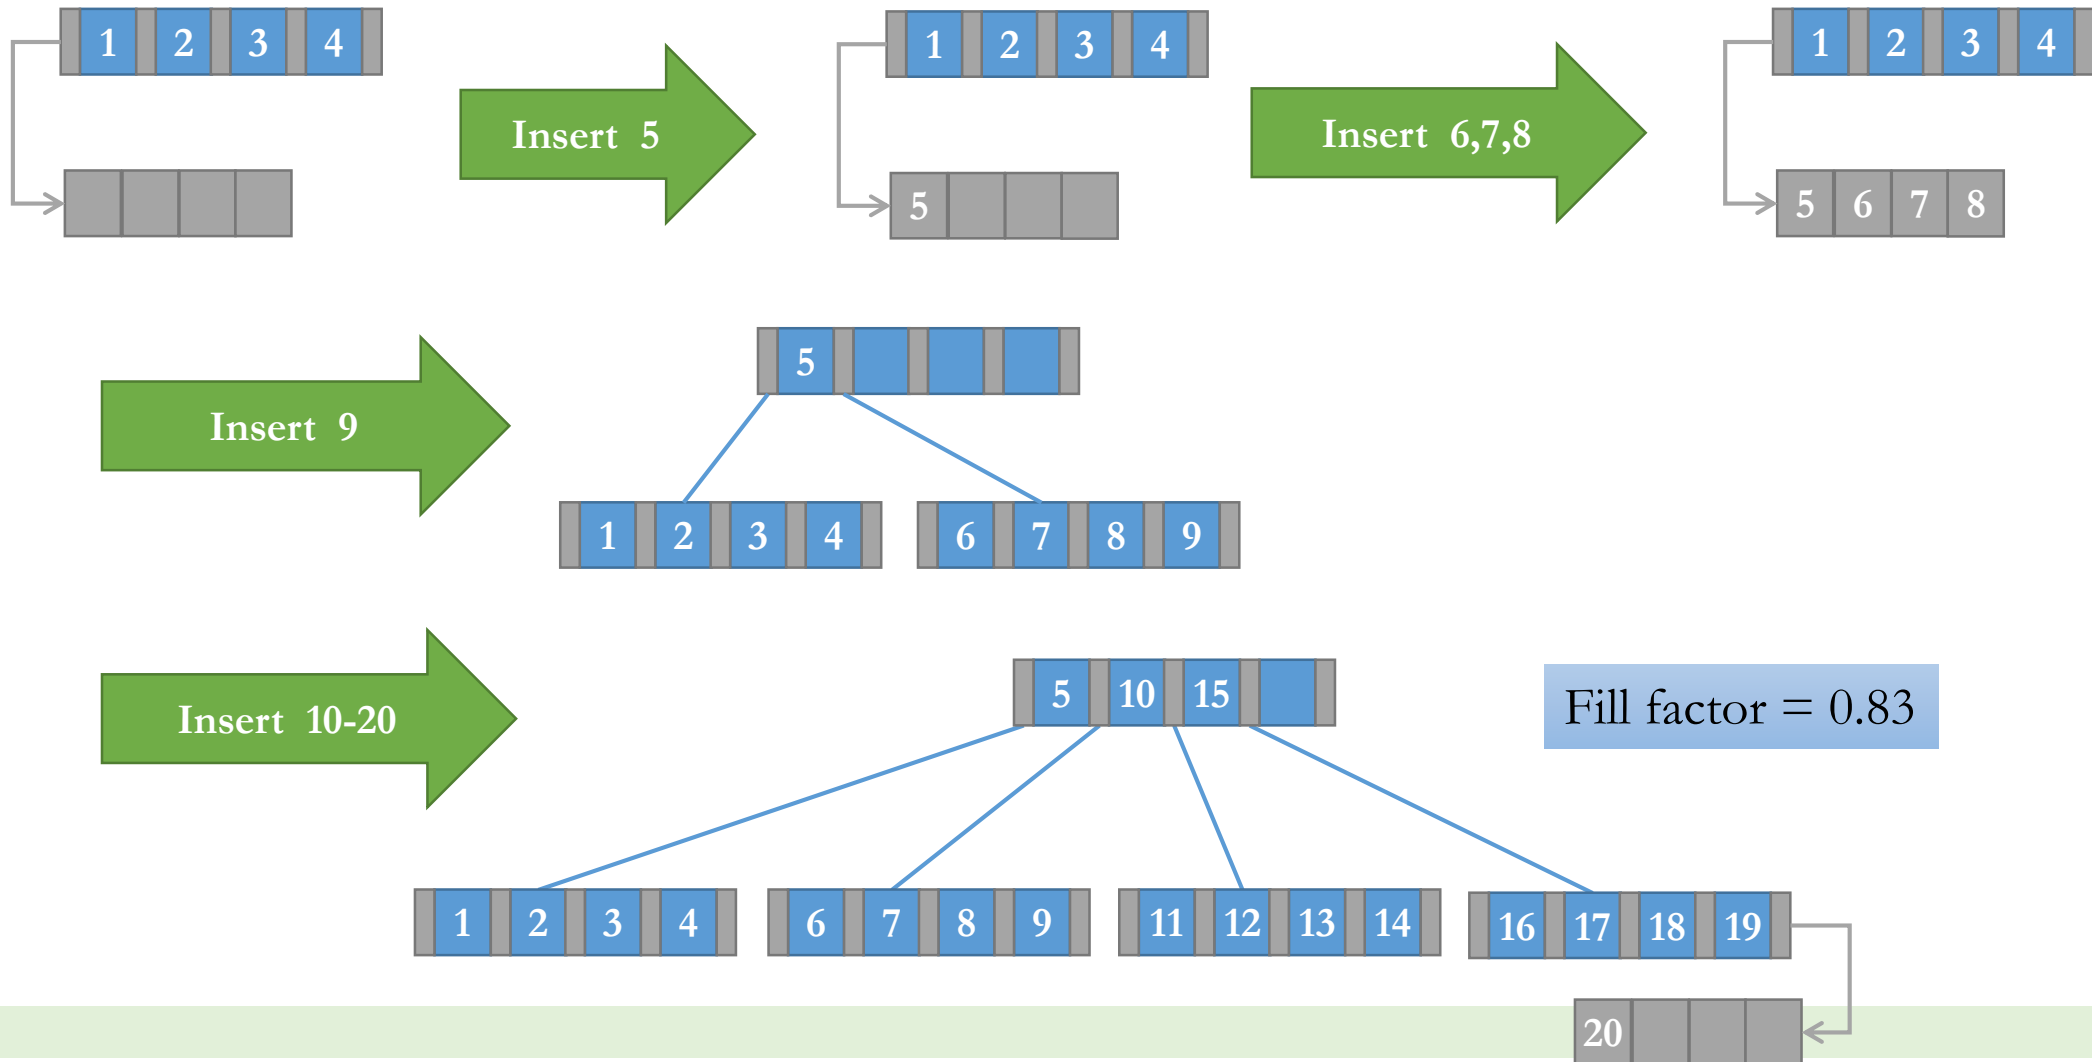 1 2 3 4
Insert 5
1 2 3 4
5
Insert 6,7,8
1 2 3 4
5 6 7 8
Insert 9
5
1 2 3 4
6 7 8 9
Insert 10-20
5 10 15
Fill factor = 0.83
1 2 3 4
6 7 8 9
11 12 13 14
16 17 18 19
20